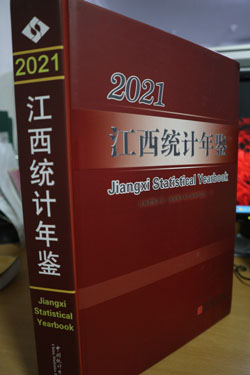 2021
江西统计年鉴
Jiangxi
Statistical
Yearbook
2021
江西统计年鉴
Jiangxi Statistical Yearbook